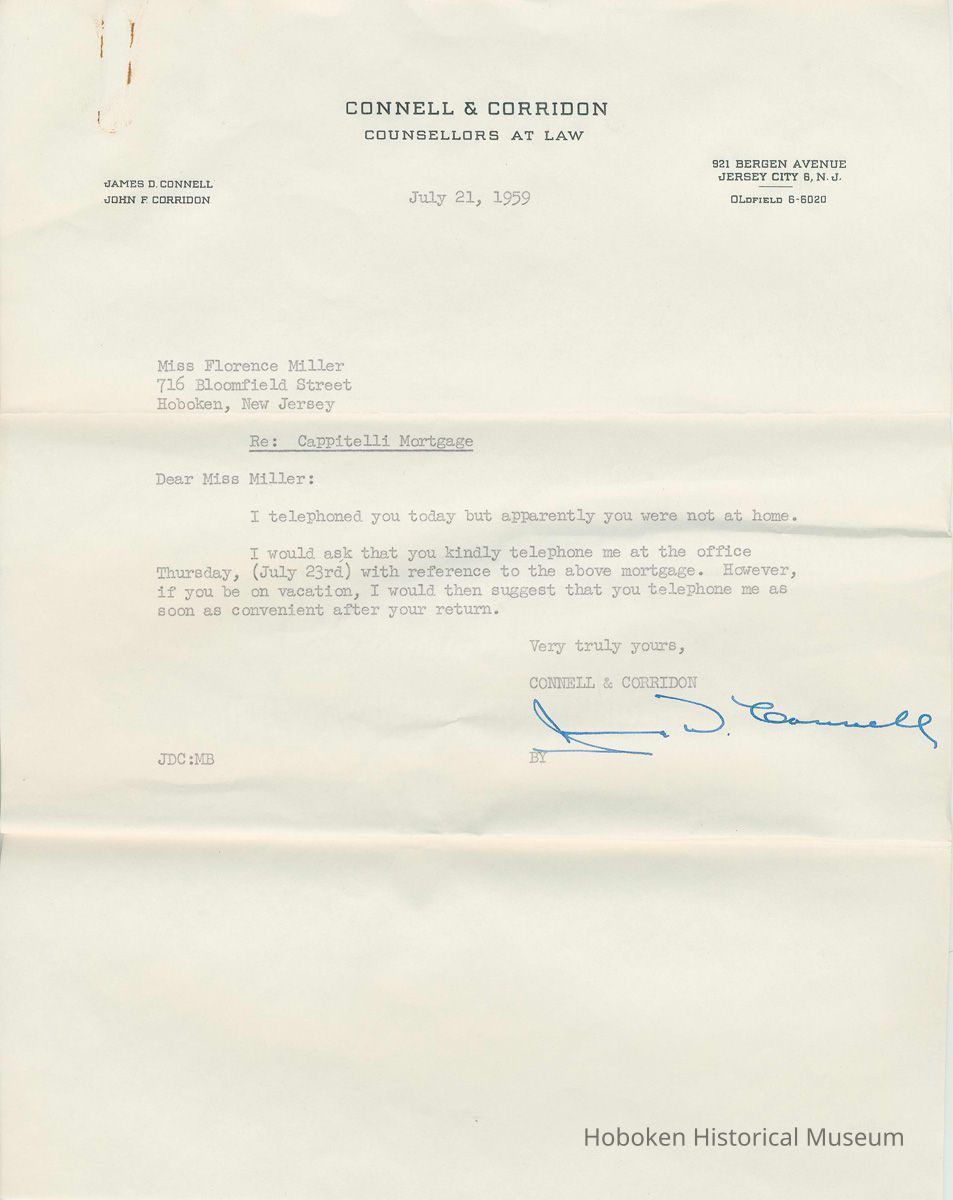 CONNELL & CORRIDON
COUNSELLORS AT LAW
JAMES D. CONNELL
JOHN F. CORRIDON
July 21, 1959
921 BERGEN AVENUE
JERSEY CITY 6, N. J.
OLDFIELD 6-6020
Miss Florence Miller
716 Bloomfield Street
Hoboken, New Jersey
Re: Cappitelli Mortgage
Dear Miss Miller:
I telephoned you today but apparently you were not at home.
I would ask that you kindly telephone me at the office
Thursday, (July 23rd) with reference to the above mortgage. However,
if you be on vacation, I would then suggest that you telephone me as
soon as convenient after your return.
Very truly yours,
CONNELL & CORRIDON
D. Connell
JDC:MB
BY
Hoboken Historical Museum